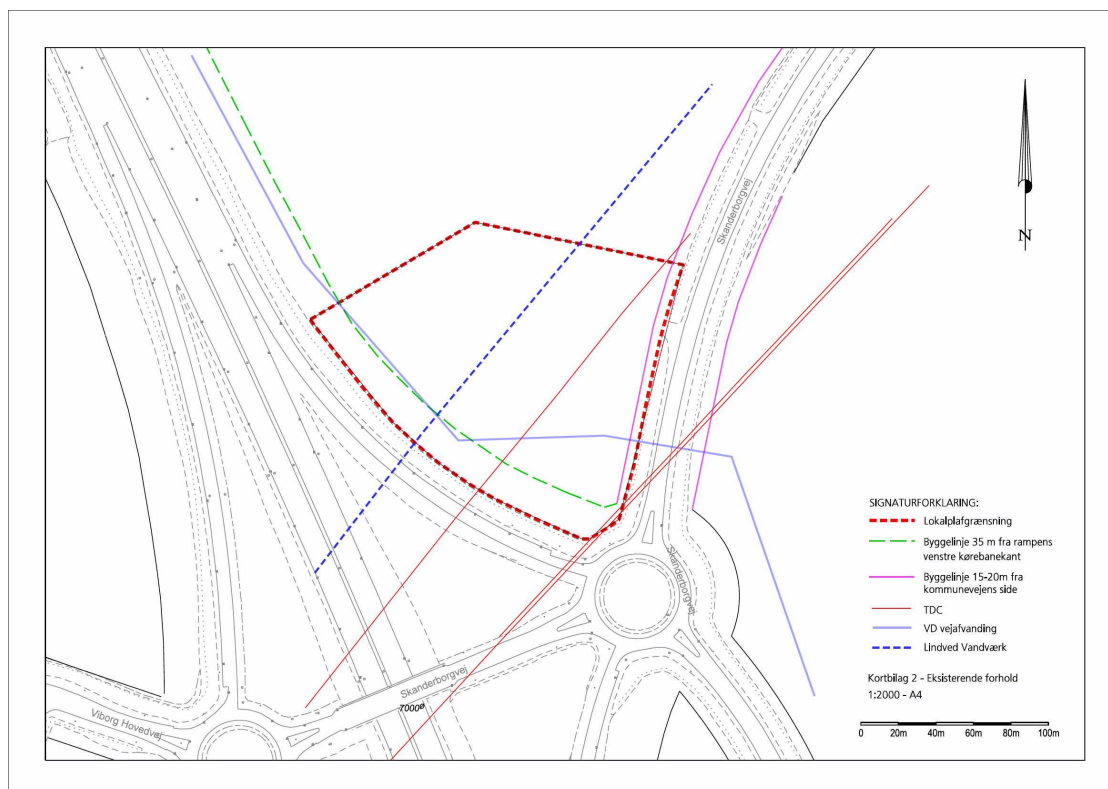 Skanderborgvej
N
SIGNATURFORKLARING:
Lokalplafgrænsning
Byggelinje 35 m fra rampens
venstre kørebanekant
Byggelinje 15-20m fra
kommunevejens side
TDC
VD vejafvanding
Lindved Vandværk
Kortbilag 2 - Eksisterende forhold
1:2000 - A4
0 20m 40m 60m 80m 100m
Skanderborgvej
Skanderborgvej
7000ø
Viborg Hovedvej